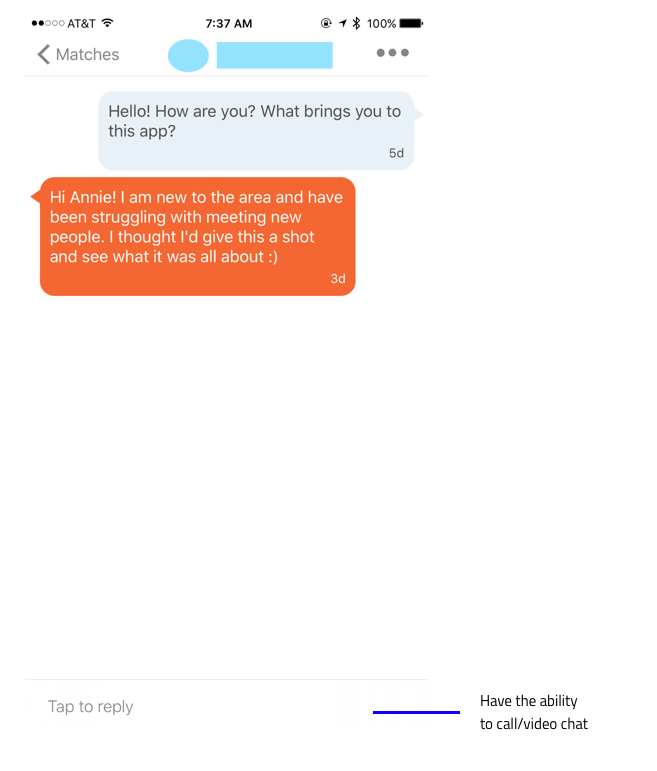 AT&T 7:37 AM 100%
Matches
Hello! How are you? What brings you to
this app?
5d
Hi Annie! I am new to the area and have
been struggling with meeting new
people. I thought I'd give this a shot
and see what it was all about :)
3d
Tap to reply
Have the ability
to call/video chat